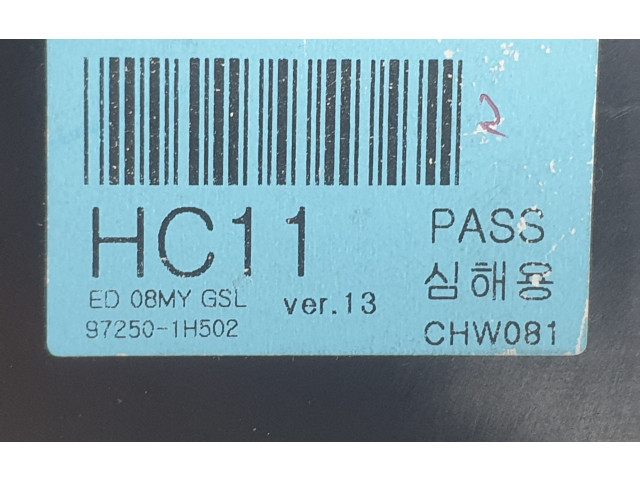 HC11
PASS
심해용
ED 08MY GSL
ver.13
97250-1H502
CHW081